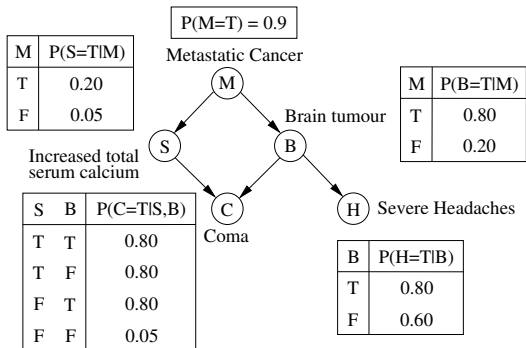 P(M=T) = 0.9
Metastatic Cancer
M P(S=T|M)
T 0.20
F 0.05
M
Brain tumour
M P(B=T|M)
T 0.80
F 0.20
S
B
Increased total
serum calcium
S B P(C=T|S,B)
T T 0.80
T F 0.80
F T 0.80
F F 0.05
C
Coma
H
Severe Headaches
B P(H=T|B)
T 0.80
F 0.60